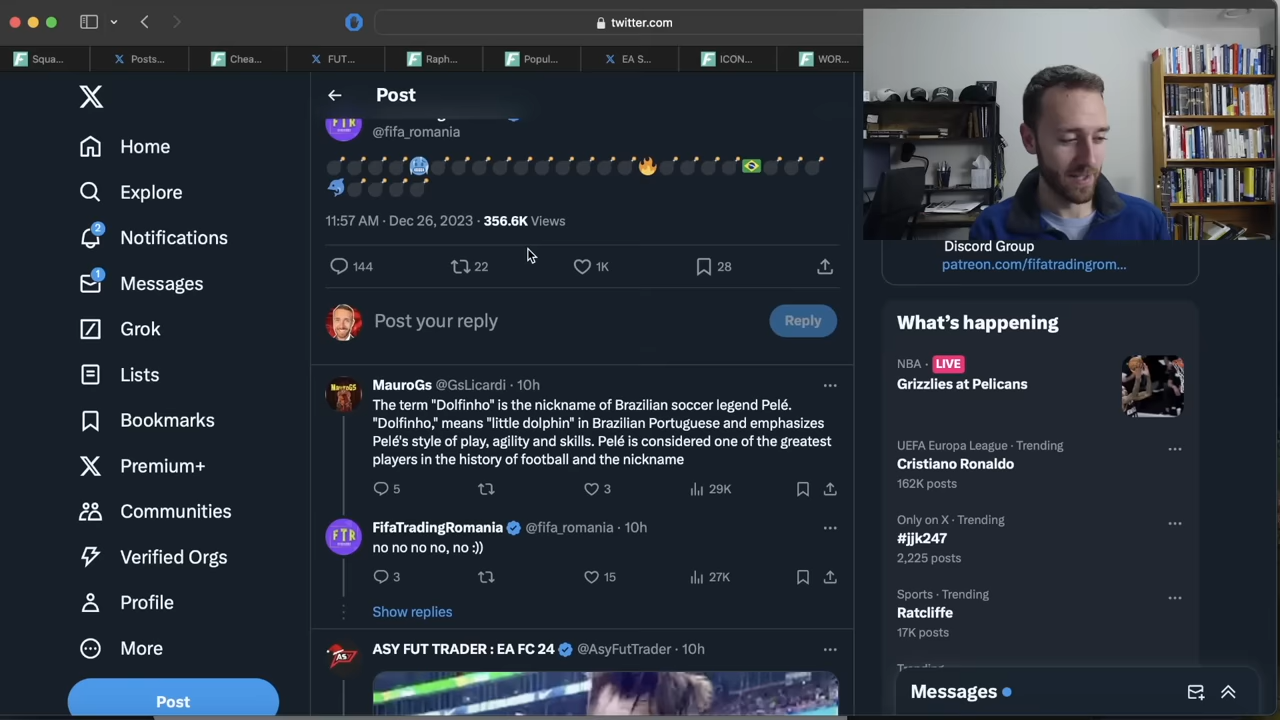 twitter.com
Squa...
Posts...
Chea...
FUT...
Raph...
Popul...
EA S...
ICON...
WOR...
Post
@fifa_romania
11:57 AM · Dec 26, 2023 · 356.6K Views
144
22
1K
28
Post your reply
Reply
MauroGs @GsLicardi · 10h
The term "Dolfinho" is the nickname of Brazilian soccer legend Pelé.
"Dolfinho," means "little dolphin" in Brazilian Portuguese and emphasizes
Pelé's style of play, agility and skills. Pelé is considered one of the greatest
players in the history of football and the nickname
5
3
29K
FTR
FifaTradingRomania @fifa_romania · 10h
no no no no, no :))
3
15
27K
Show replies
ASY FUT TRADER : EA FC 24 @AsyFutTrader · 10h
Home
Explore
2
Notifications
1
Messages
Grok
Lists
Bookmarks
Premium+
Communities
Verified Orgs
Profile
More
Post
Discord Group
patreon.com/fifatradingrom...
What's happening
NBA · LIVE
Grizzlies at Pelicans
UEFA Europa League · Trending
Cristiano Ronaldo
162K posts
Only on X · Trending
#jjk247
2,225 posts
Sports · Trending
Ratcliffe
17K posts
Messages